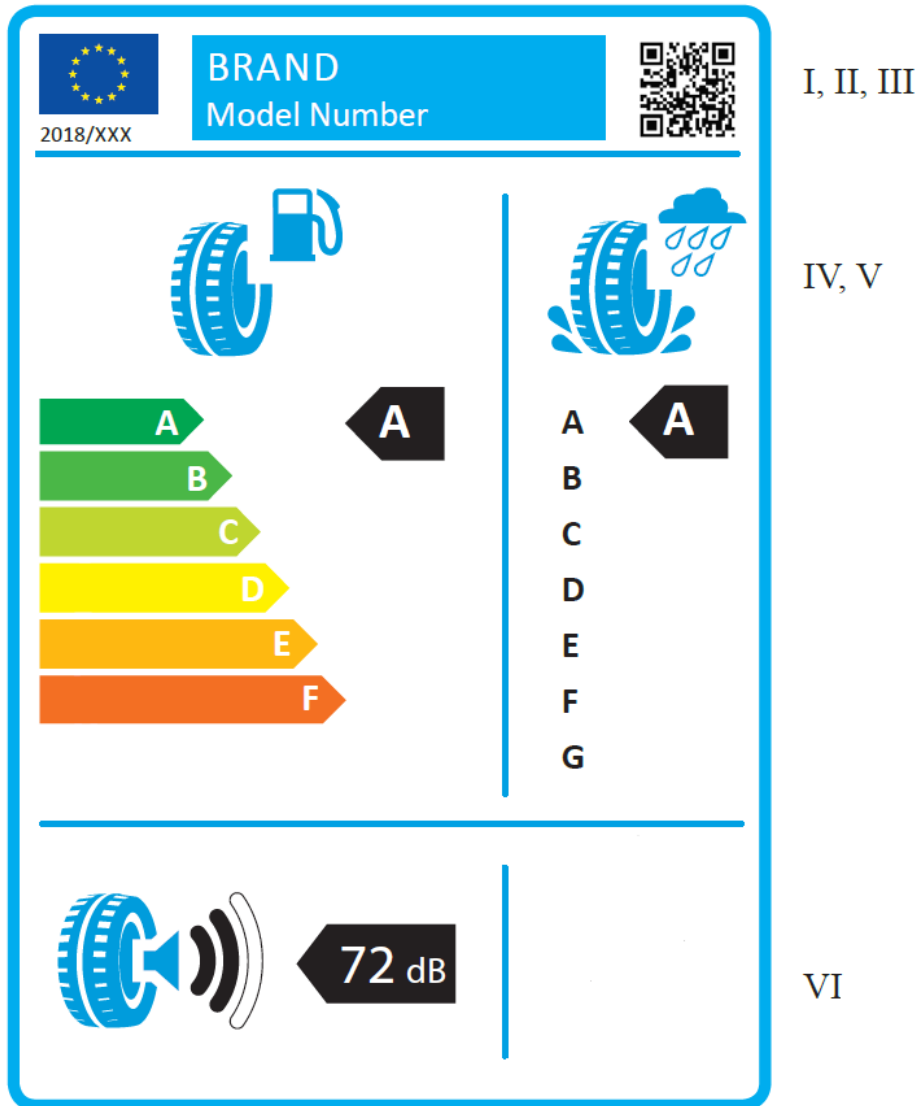 BRAND
Model Number
2018/XXX
I, II, III
IV, V
A
B
C
D
E
F
A
A
B
C
D
E
F
G
A
72 dB
VI